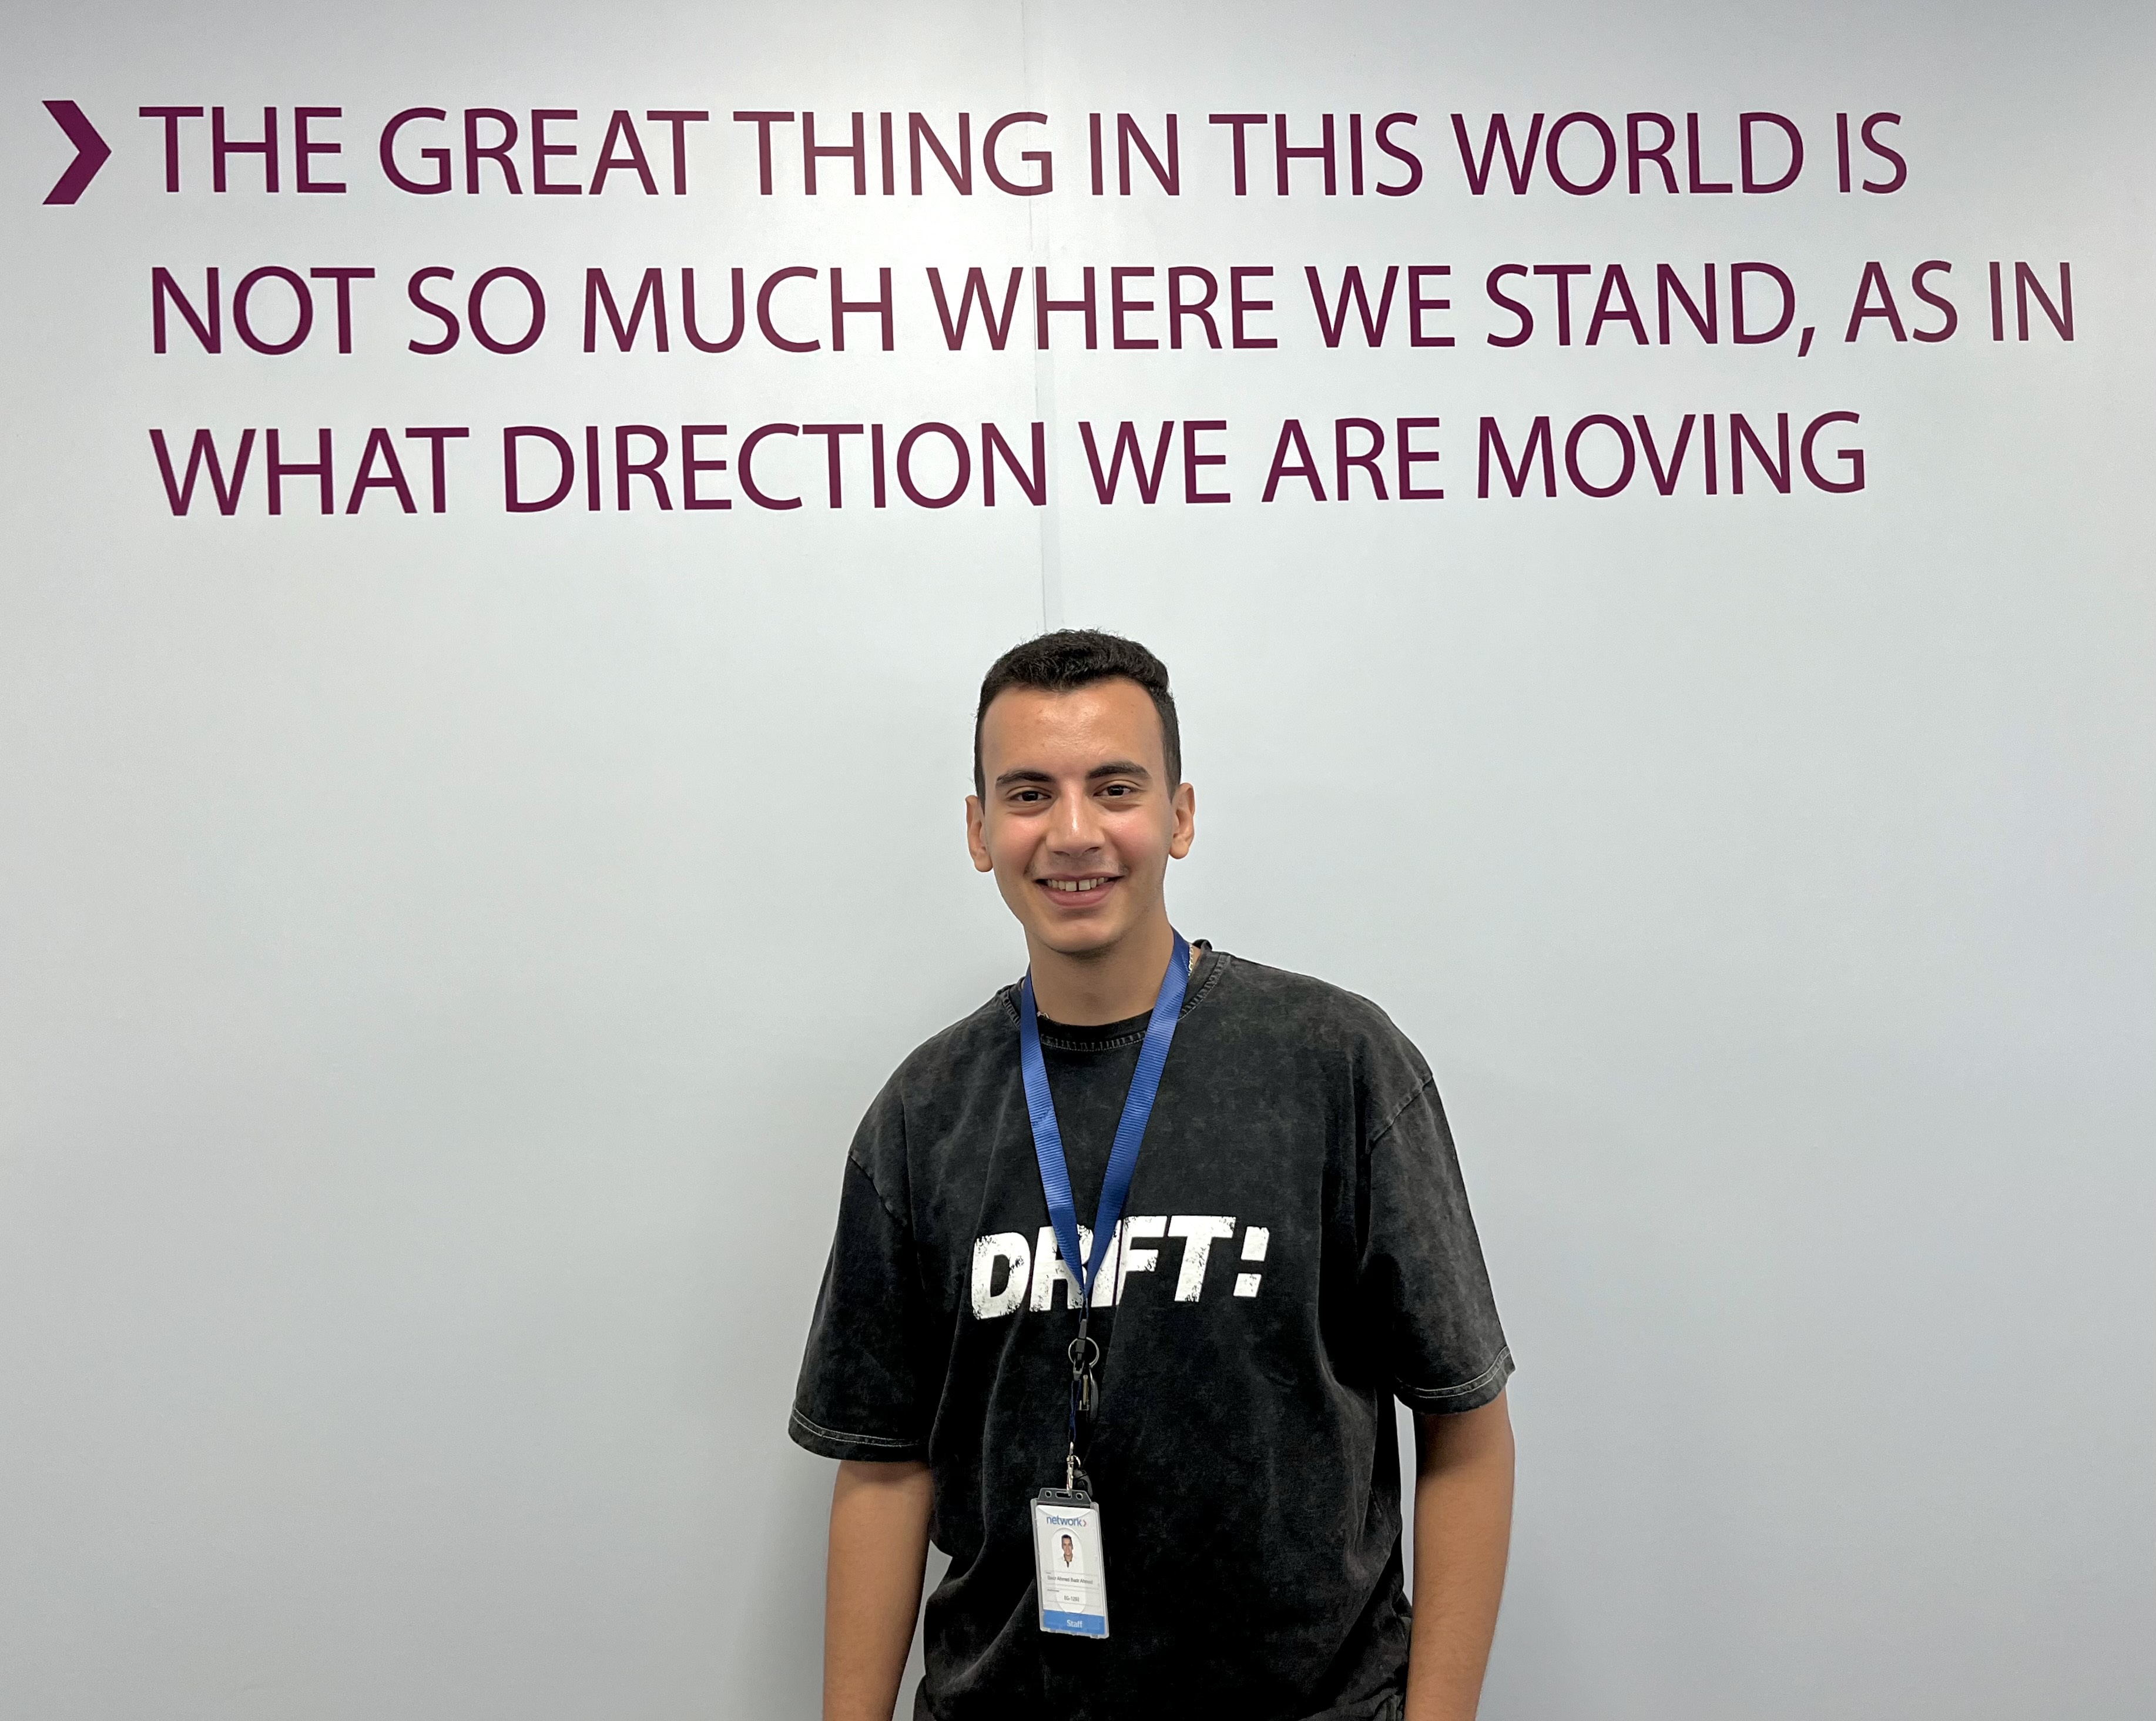 THE GREAT THING IN THIS WORLD IS
NOT SO MUCH WHERE WE STAND, AS IN
WHAT DIRECTION WE ARE MOVING
DRIFT:
network
Staff